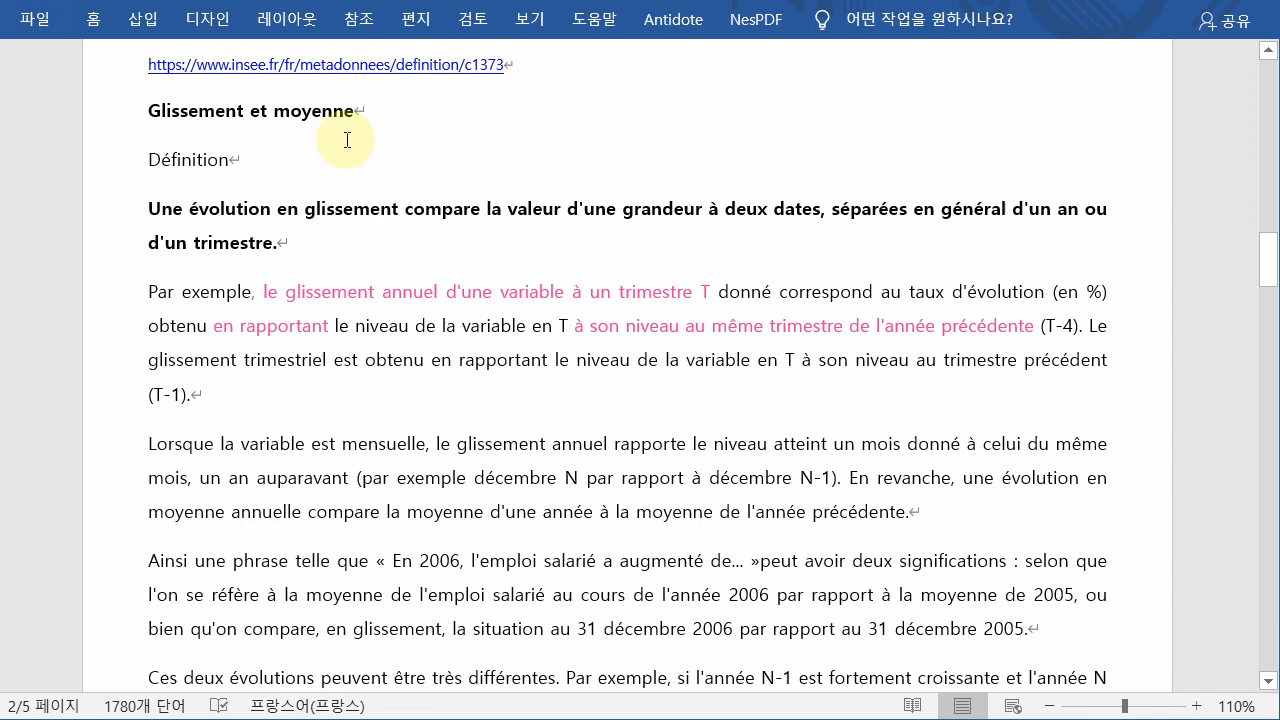 파일 홈 삽입 디자인 레이아웃 참조 편지 검토 보기 도움말 Antidote NesPDF 어떤 작업을 원하시나요? 공유
https://www.insee.fr/fr/metadonnees/definition/c1373
Glissement et moyenne
Définition
Une évolution en glissement compare la valeur d'une grandeur à deux dates, séparées en général d'un an ou
d'un trimestre.
Par exemple, le glissement annuel d'une variable à un trimestre T donné correspond au taux d'évolution (en %)
obtenu en rapportant le niveau de la variable en T à son niveau au même trimestre de l'année précédente (T-4). Le
glissement trimestriel est obtenu en rapportant le niveau de la variable en T à son niveau au trimestre précédent
(T-1).
Lorsque la variable est mensuelle, le glissement annuel rapporte le niveau atteint un mois donné à celui du même
mois, un an auparavant (par exemple décembre N par rapport à décembre N-1). En revanche, une évolution en
moyenne annuelle compare la moyenne d'une année à la moyenne de l'année précédente.
Ainsi une phrase telle que « En 2006, l'emploi salarié a augmenté de... »peut avoir deux significations : selon que
l'on se réfère à la moyenne de l'emploi salarié au cours de l'année 2006 par rapport à la moyenne de 2005, ou
bien qu'on compare, en glissement, la situation au 31 décembre 2006 par rapport au 31 décembre 2005.
Ces deux évolutions peuvent être très différentes. Par exemple, si l'année N-1 est fortement croissante et l'année N
2/5 페이지 1780개 단어 프랑스어(프랑스) 110%